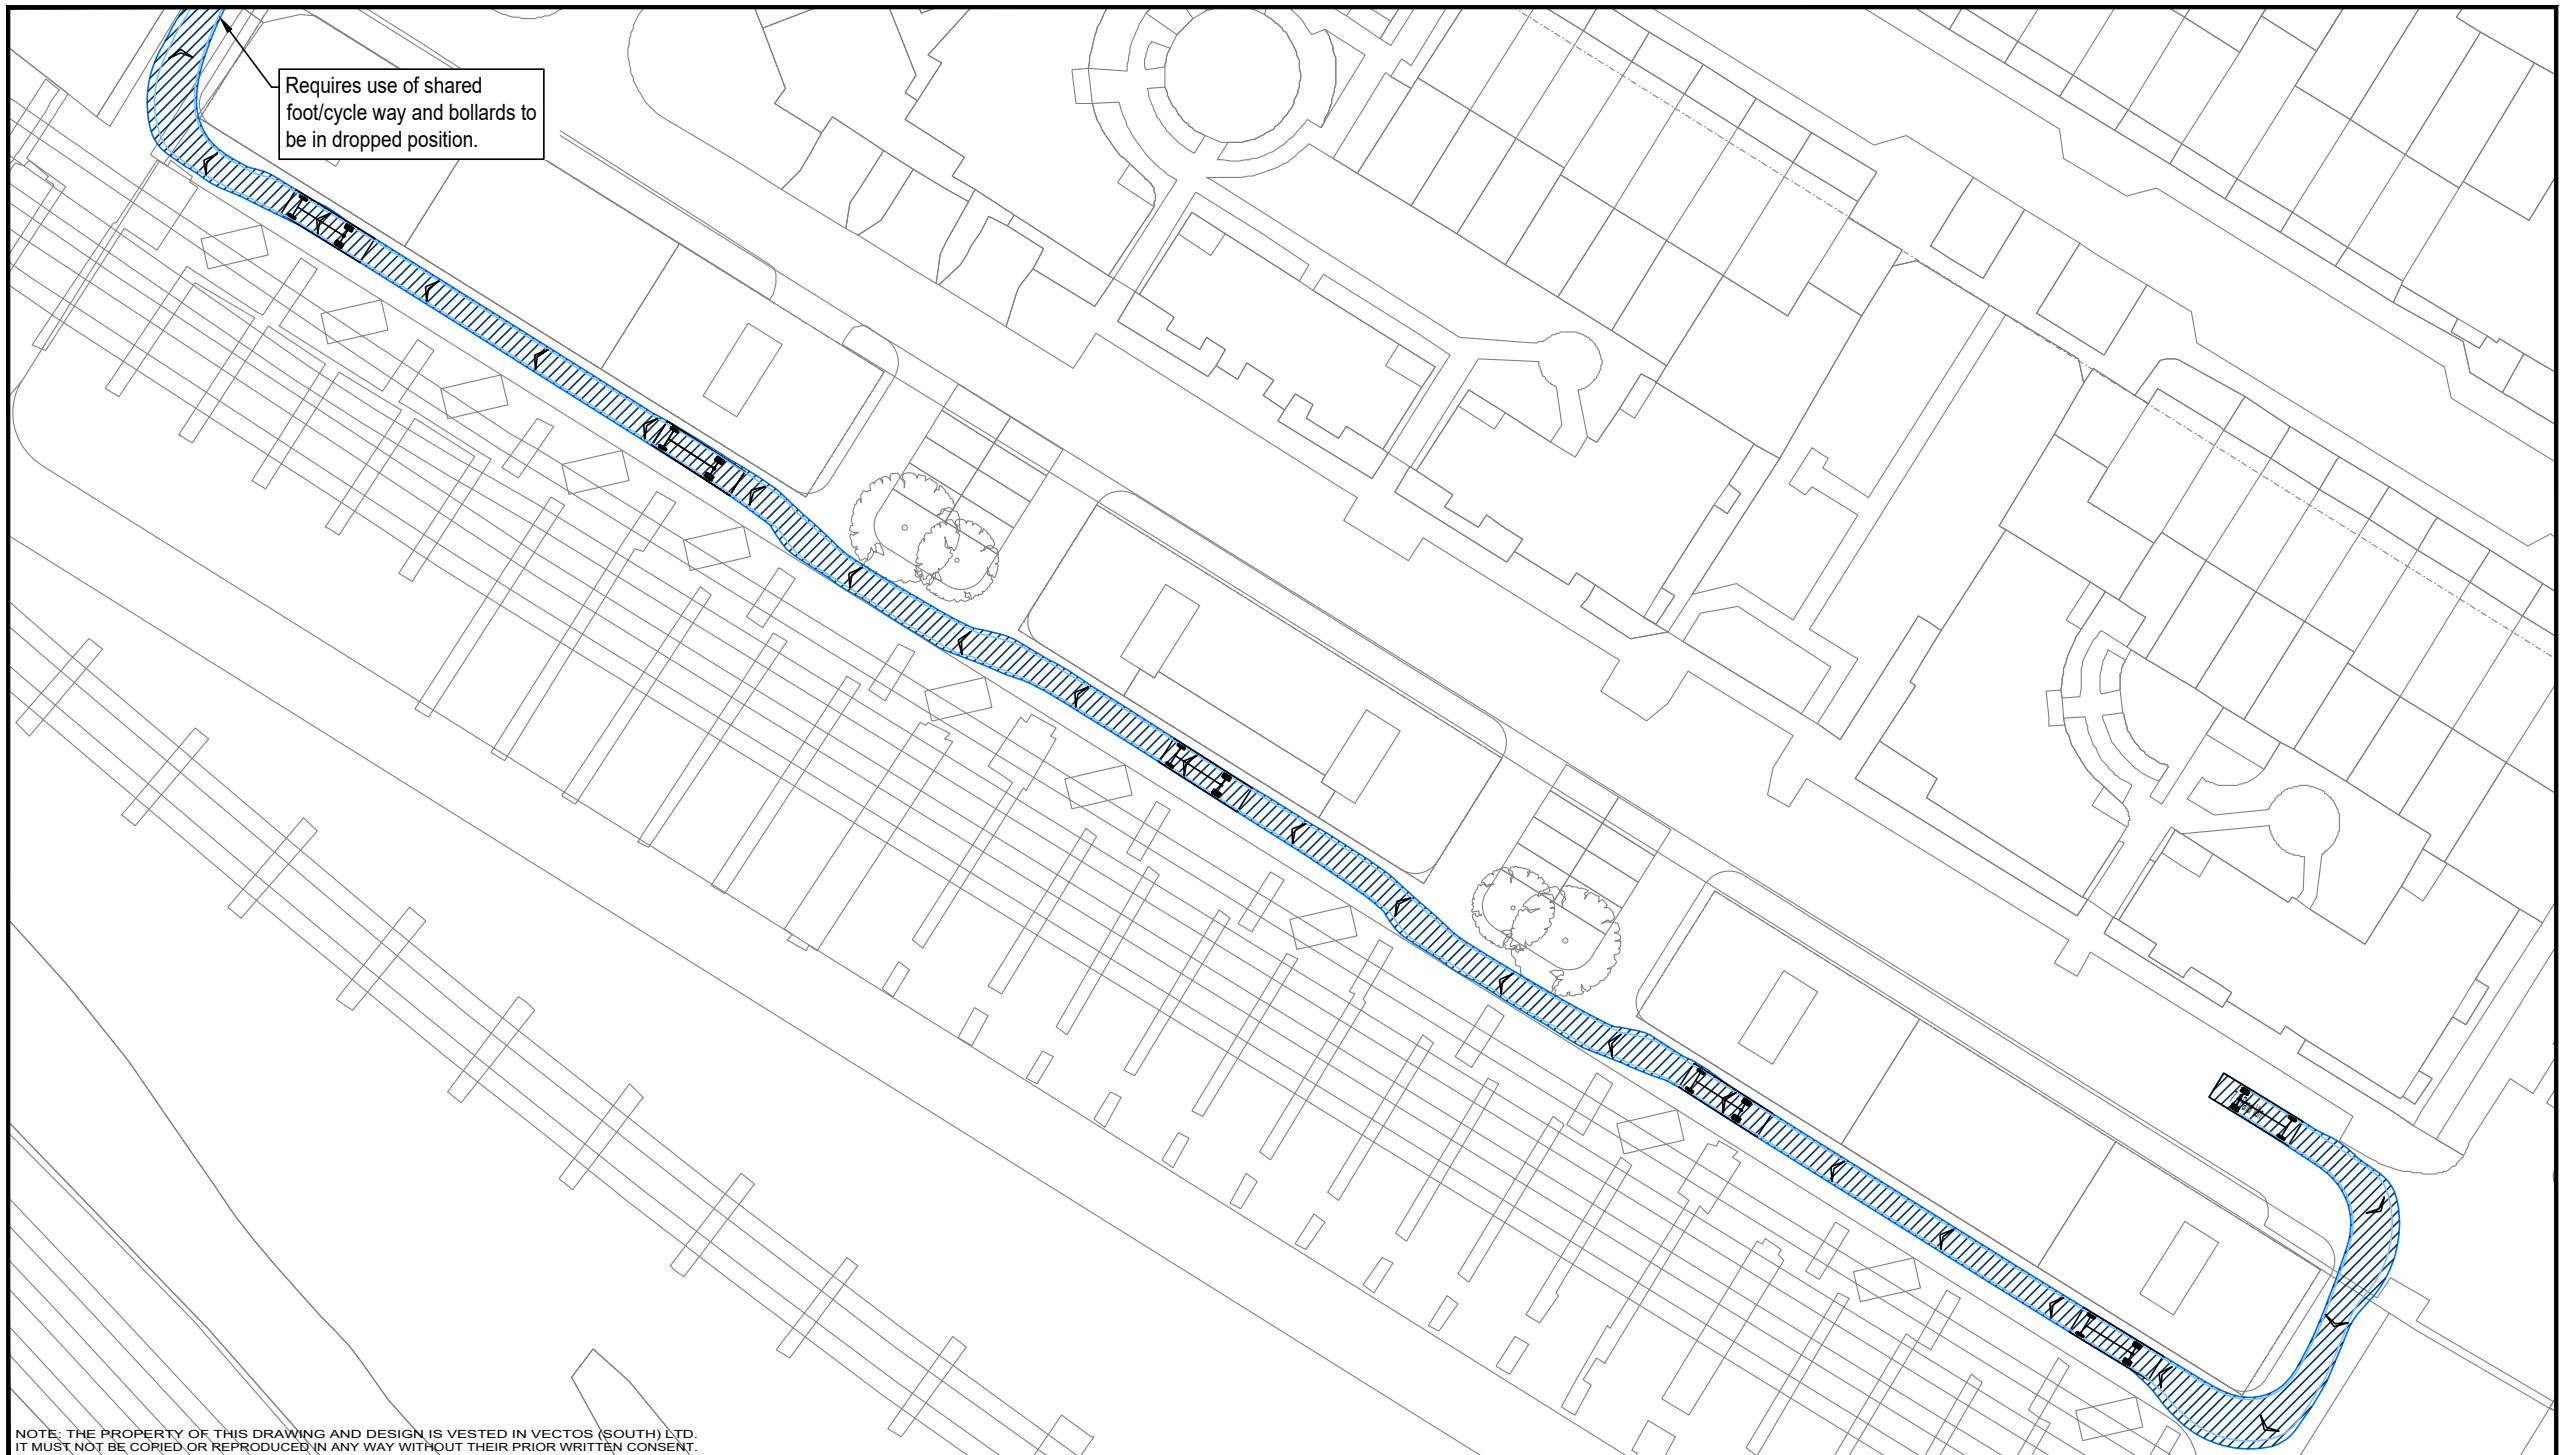 Requires use of shared
foot/cycle way and bollards to
be in dropped position.
NOTE: THE PROPERTY OF THIS DRAWING AND DESIGN IS VESTED IN VECTOS (SOUTH) LTD.
IT MUST NOT BE COPIED OR REPRODUCED IN ANY WAY WITHOUT THEIR PRIOR WRITTEN CONSENT.